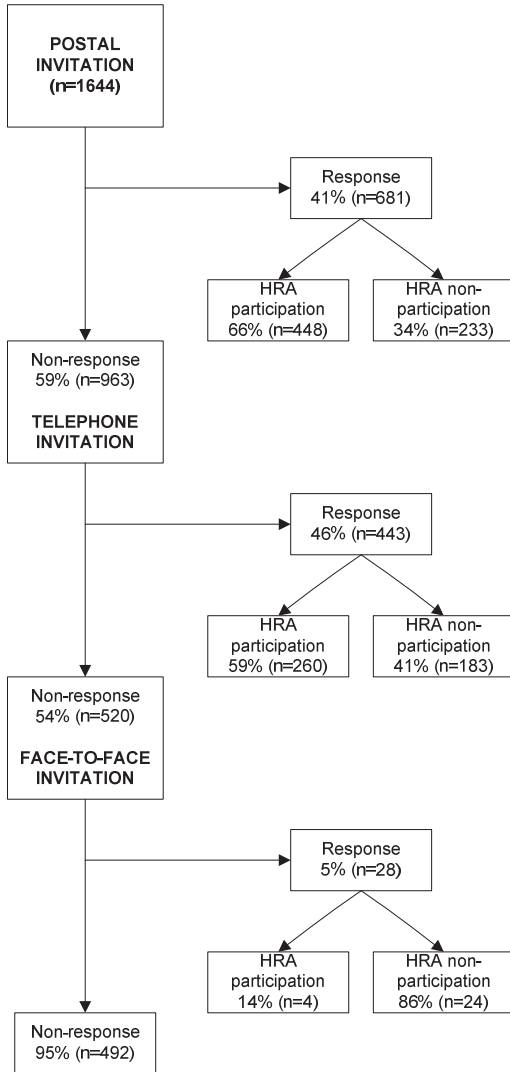 POSTAL
INVITATION
(n=1644)
Response
41% (n=681)
HRA
participation
66% (n=448)
HRA non-
participation
34% (n=233)
Non-response
59% (n=963)
TELEPHONE
INVITATION
Response
46% (n=443)
HRA
participation
59% (n=260)
HRA non-
participation
41% (n=183)
Non-response
54% (n=520)
FACE-TO-FACE
INVITATION
Response
5% (n=28)
HRA
participation
14% (n=4)
HRA non-
participation
86% (n=24)
Non-response
95% (n=492)